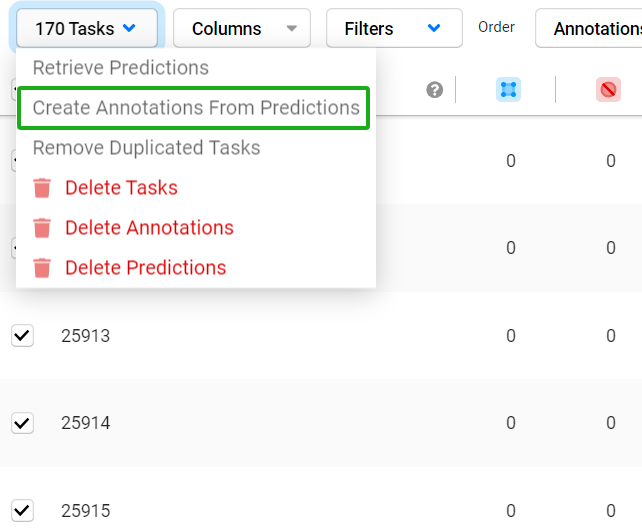 170 Tasks Columns Filters Order Annotations
Retrieve Predictions
?
Create Annotations From Predictions
Remove Duplicated Tasks
0 0
Delete Tasks
Delete Annotations
0 0
Delete Predictions
25913 0 0
25914 0 0
25915 0 0